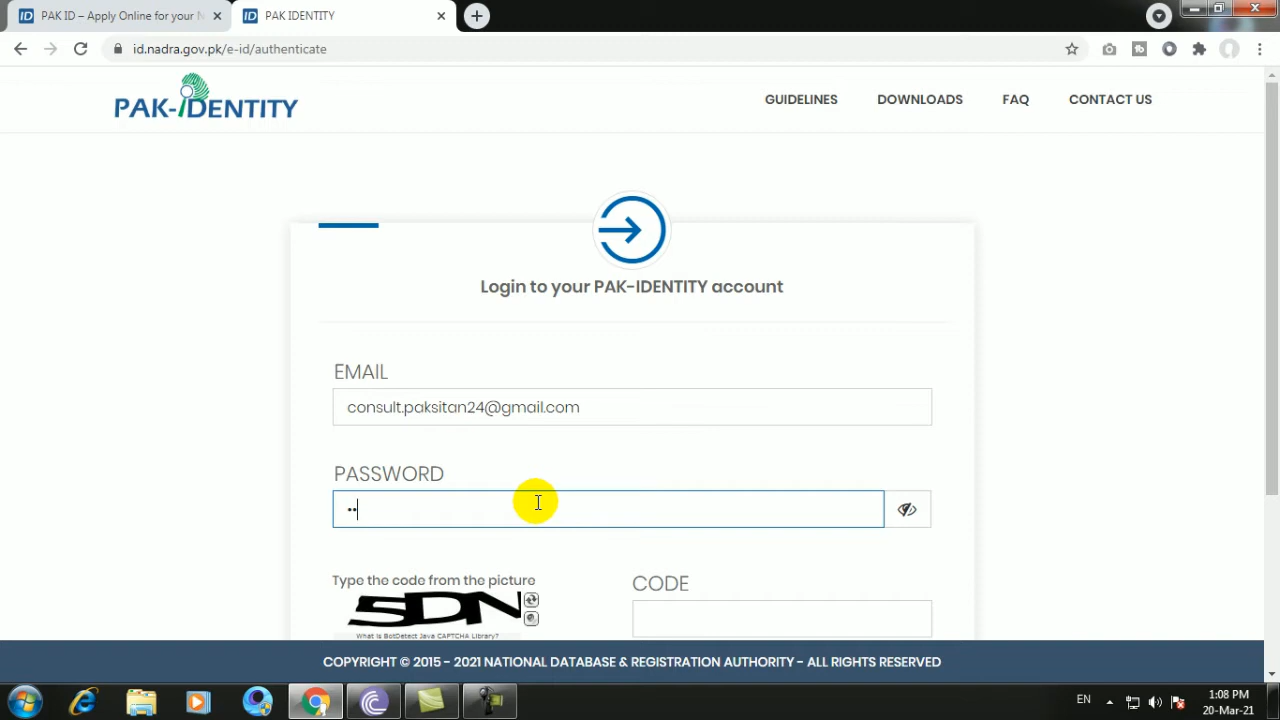 PAK ID – Apply Online for your N
PAK IDENTITY
id.nadra.gov.pk/e-id/authenticate
PAK-IDENTITY
GUIDELINES
DOWNLOADS
FAQ
CONTACT US
Login to your PAK-IDENTITY account
EMAIL
consult.paksitan24@gmail.com
PASSWORD
Type the code from the picture
CODE
5DN
What is BotDetect Java CAPTCHA Library?
COPYRIGHT © 2015 - 2021 NATIONAL DATABASE & REGISTRATION AUTHORITY - ALL RIGHTS RESERVED
EN
1:08 PM
20-Mar-21